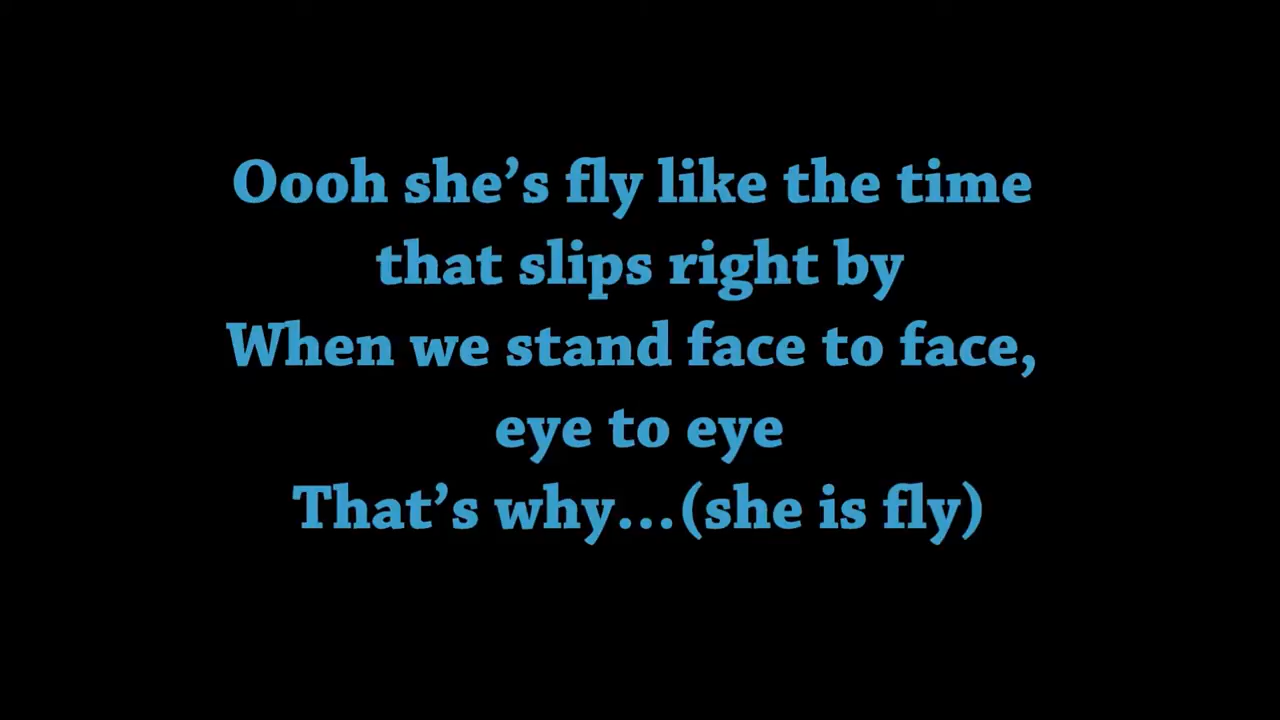 Oooh she’s fly like the time
that slips right by
When we stand face to face,
eye to eye
That’s why...(she is fly)